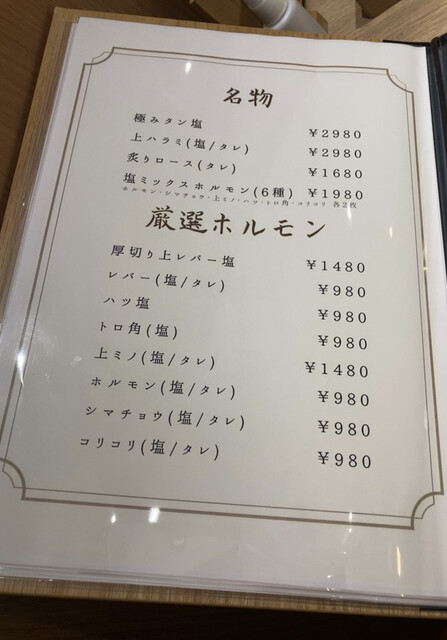 名物
極みタン塩 ¥2980
上ハラミ(塩/タレ) ¥2980
炙りロース(タレ) ¥1680
塩ミックスホルモン(6種) ¥1980
ホルモン・シマチョウ・上ミノ・ハツ・トロ角・コリコリ 各2枚
厳選ホルモン
厚切り上レバー塩 ¥1480
レバー(塩/タレ) ¥980
ハツ塩 ¥980
トロ角(塩) ¥980
上ミノ(塩/タレ) ¥1480
ホルモン(塩/タレ) ¥980
シマチョウ(塩/タレ) ¥980
コリコリ(塩/タレ) ¥980